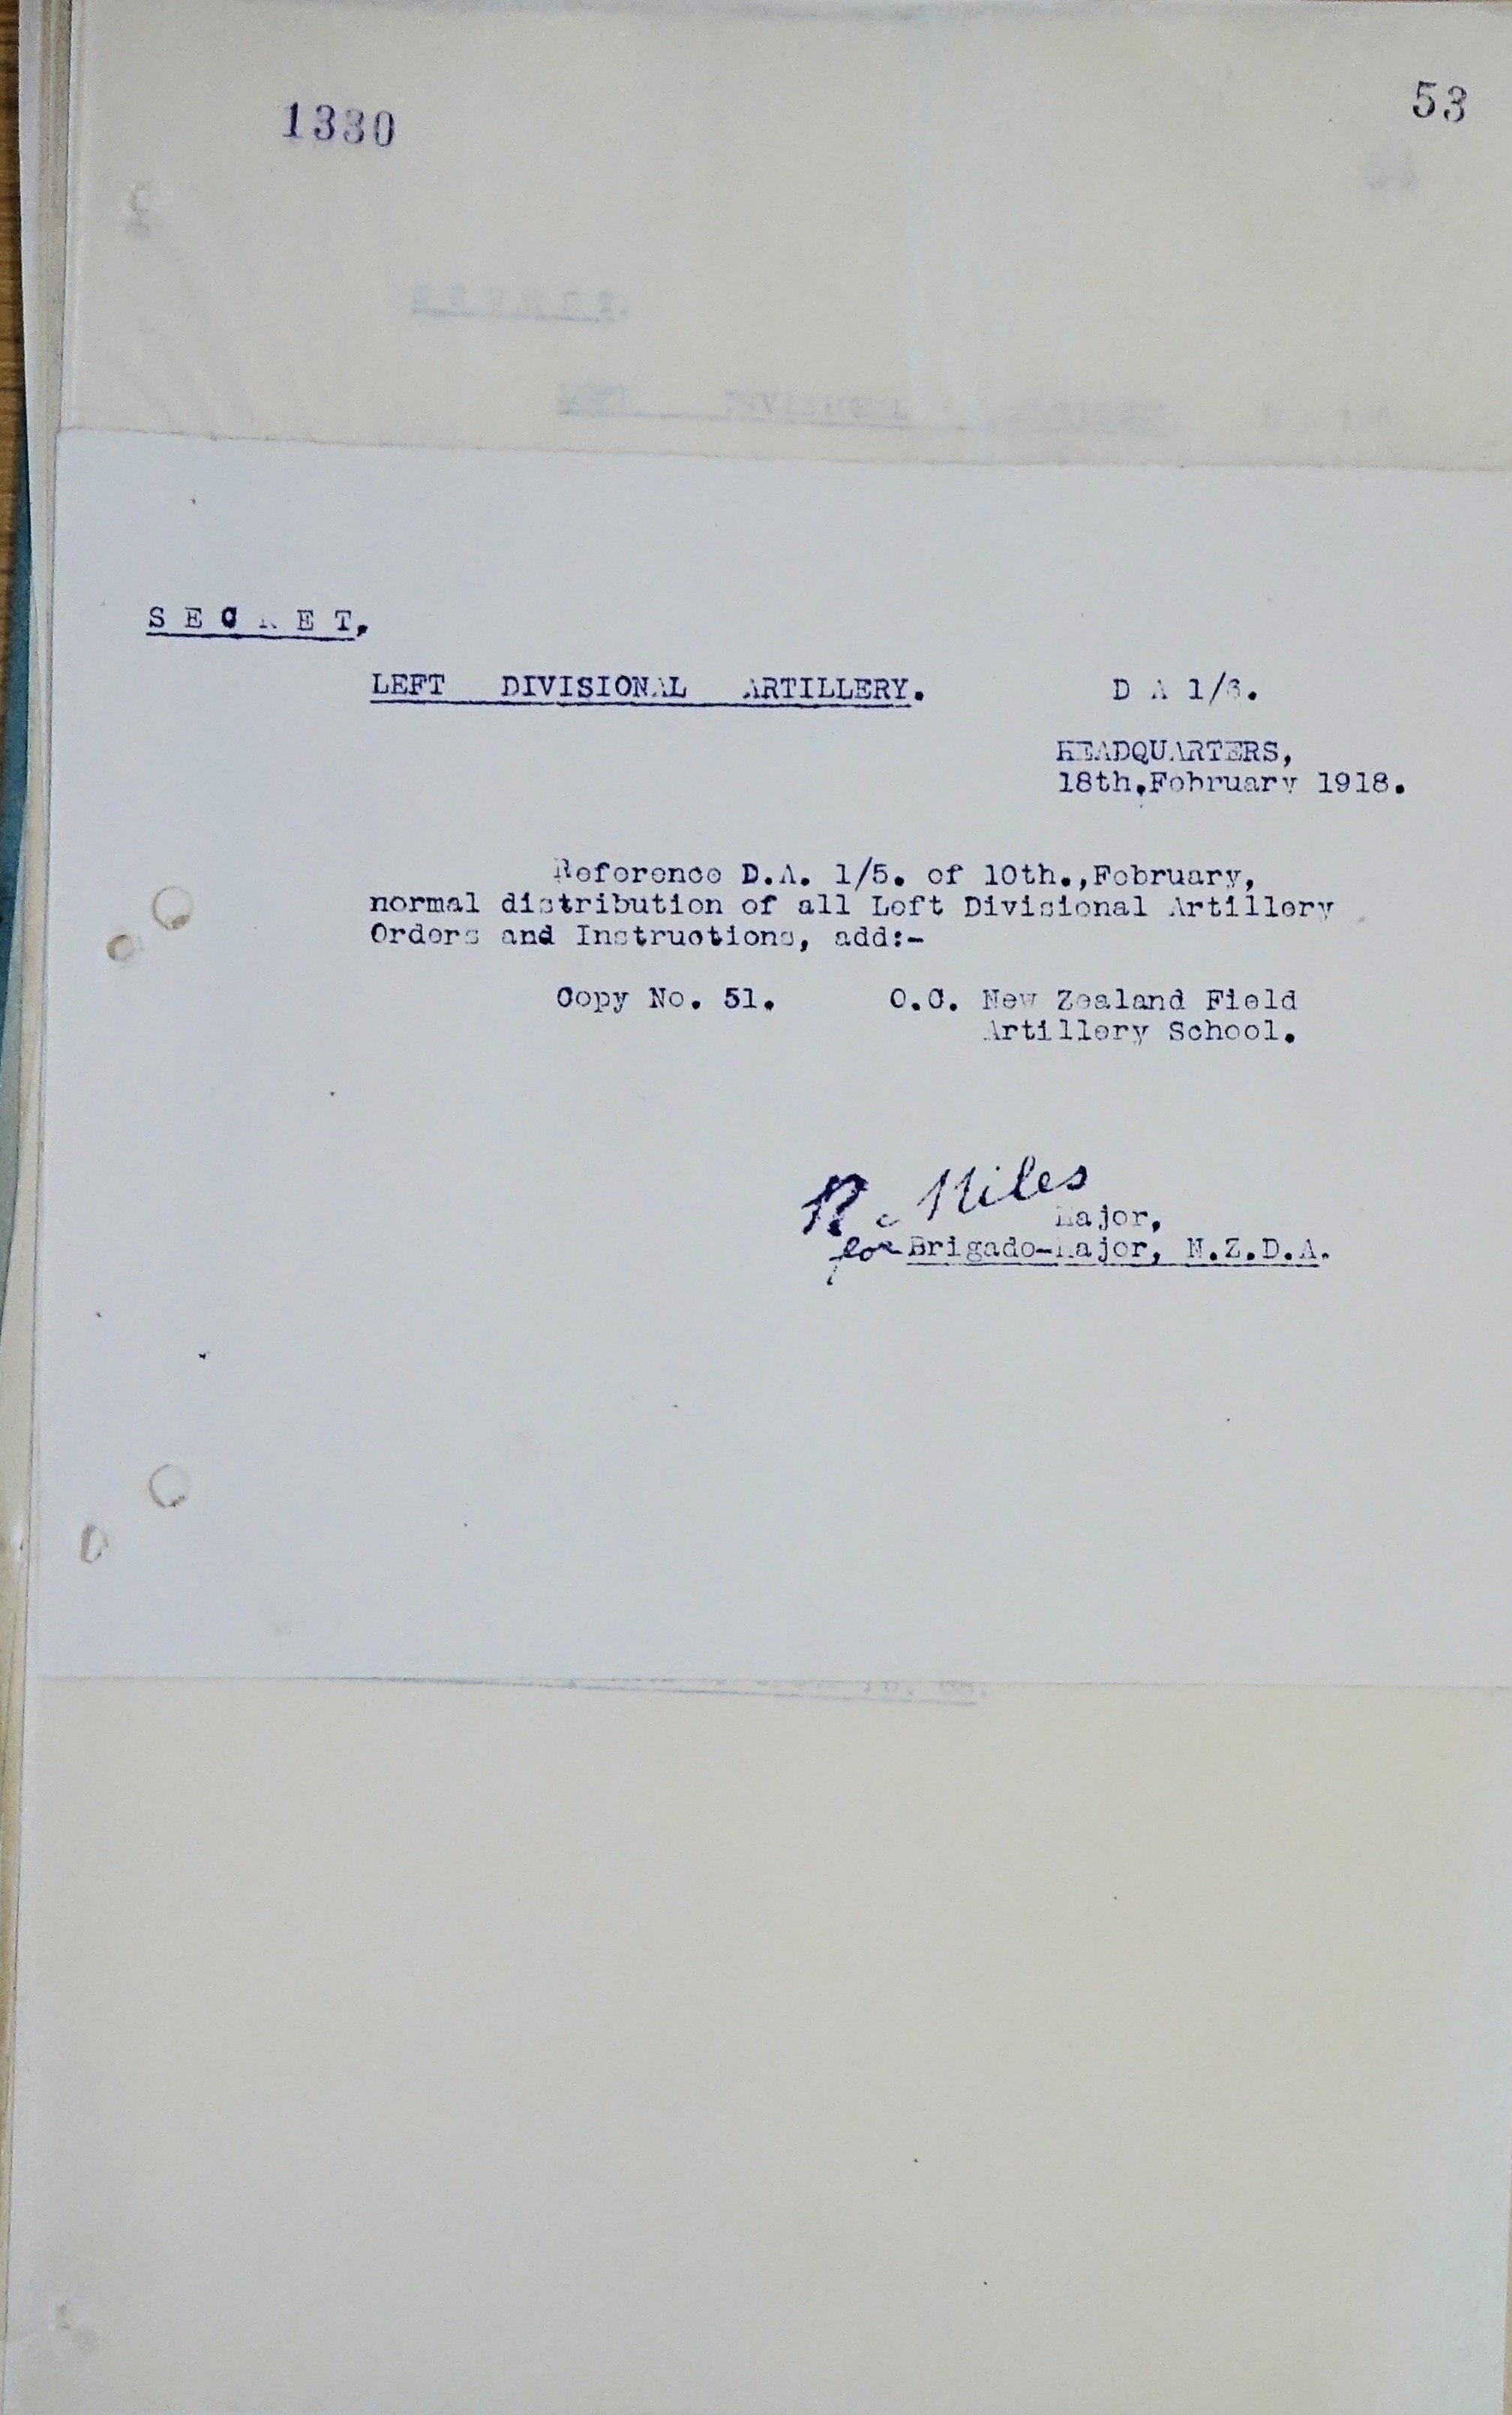 1330
53
S E C R E T.
LEFT DIVISIONAL ARTILLERY. D A 1/6.
HEADQUARTERS,
18th.February 1918.
Reference D.A. 1/5. of 10th.,February,
normal distribution of all Left Divisional Artillery
Orders and Instructions, add:-
Copy No. 51. O.C. New Zealand Field
Artillery School.
R. Miles
Major,
for Brigade-Major, N.Z.D.A.